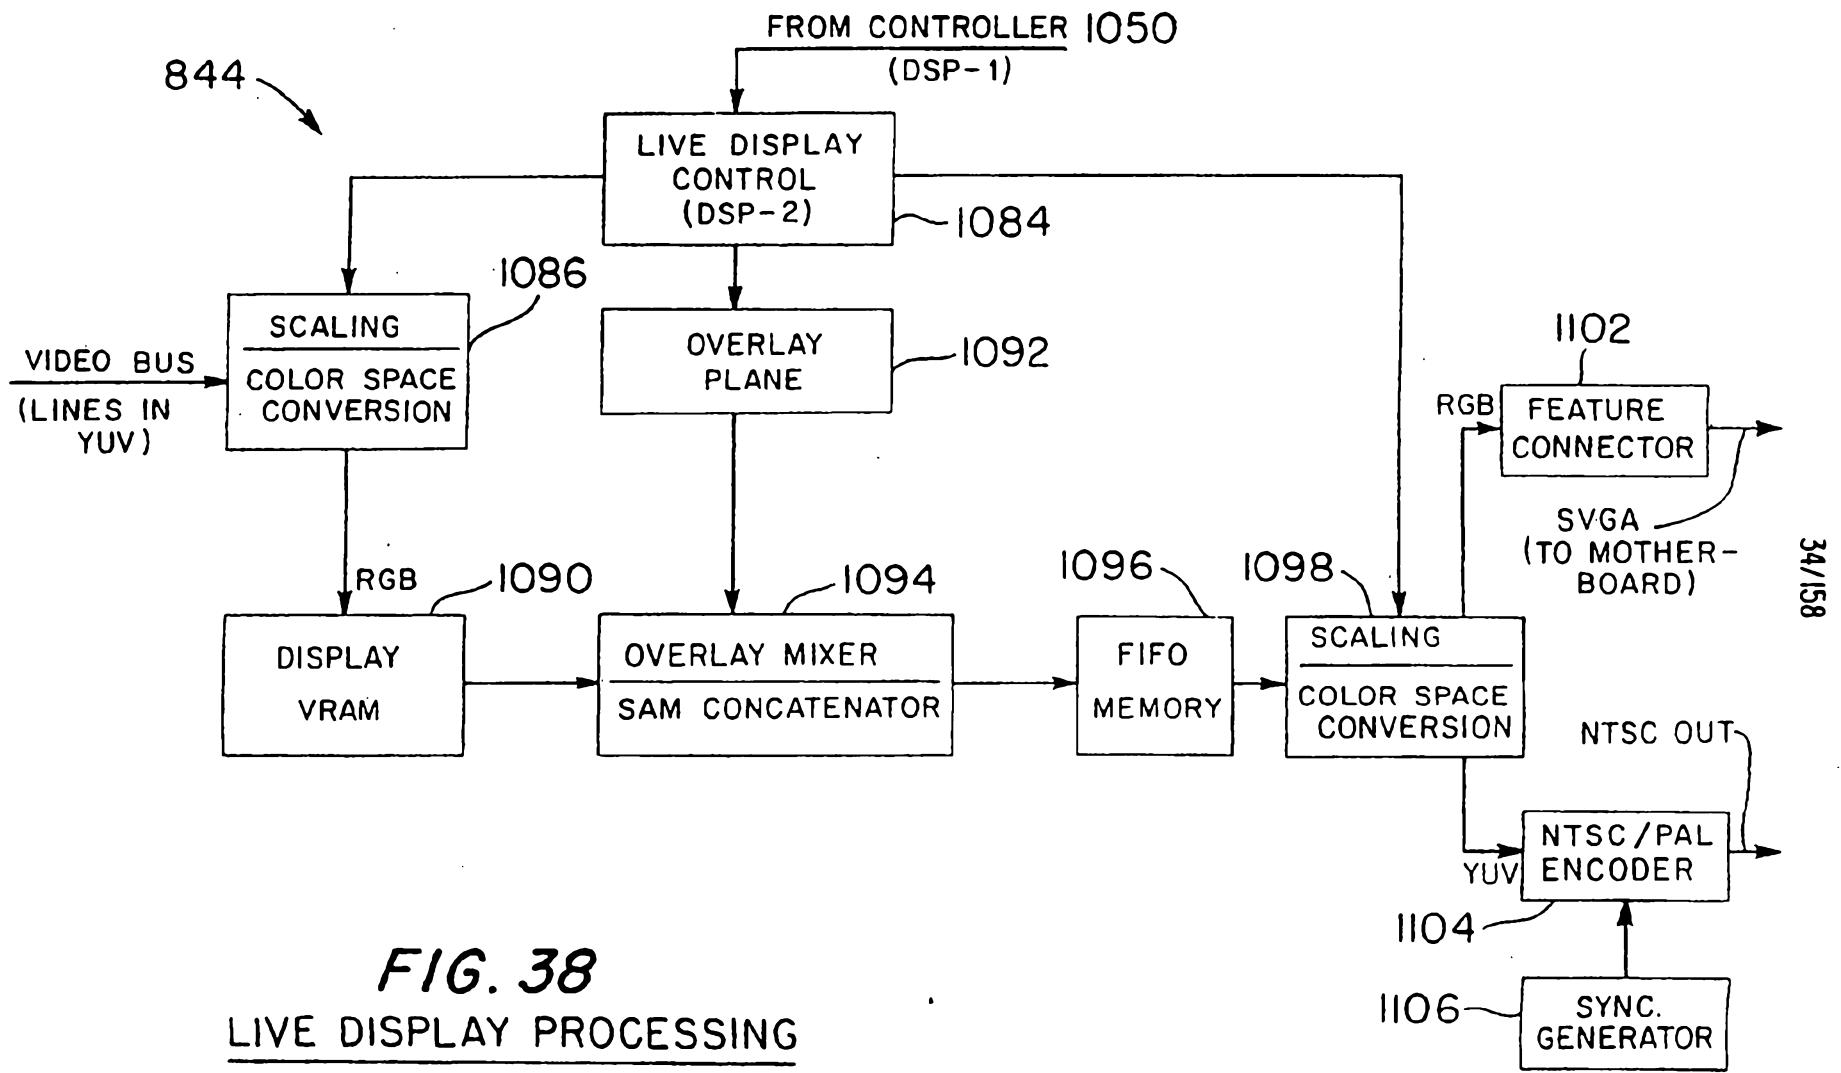 FROM CONTROLLER 1050
(DSP-1)
844
LIVE DISPLAY
CONTROL
(DSP-2)
1084
1086
SCALING
COLOR SPACE
CONVERSION
VIDEO BUS
(LINES IN
YUV)
OVERLAY
PLANE
1092
1102
RGB
FEATURE
CONNECTOR
SVGA
(TO MOTHER-
BOARD)
34/158
RGB
1090
DISPLAY
VRAM
1094
OVERLAY MIXER
SAM CONCATENATOR
1096
FIFO
MEMORY
1098
SCALING
COLOR SPACE
CONVERSION
NTSC OUT
YUV
NTSC/PAL
ENCODER
1104
1106
SYNC.
GENERATOR
FIG. 38
LIVE DISPLAY PROCESSING